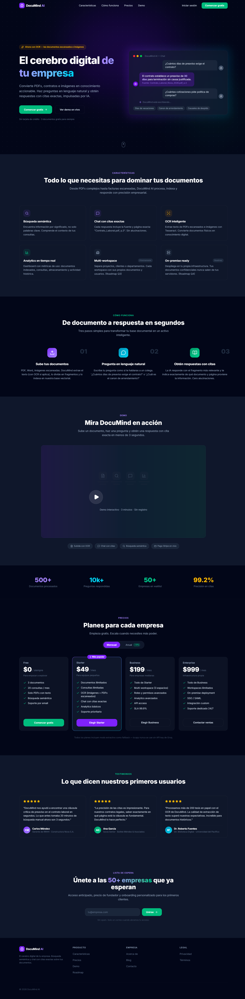 DocuMind AI
Características
Cómo funciona
Precios
Demo
Iniciar sesión
Comenzar gratis
Ahora con OCR — lee documentos escaneados e imágenes
El cerebro digital de
tu empresa
Convierte PDFs, contratos e imágenes en conocimiento
accionable. Haz preguntas en lenguaje natural y obtén
respuestas con citas exactas, impulsadas por IA.
Comenzar gratis
Ver demo en vivo
Sin tarjeta de crédito · 3 documentos gratis para siempre
DocuMind AI — Chat
¿Cuántos días de preaviso exige el
contrato?
El contrato establece un preaviso de 30
días para terminación sin causa justificada.
Fuente: Contrato_Laboral_Nova_2026.pdf, p.3
¿Cuántas cotizaciones pide política de
compras?
DocuMind está escribiendo...
Días de vacaciones
Canon de arrendamiento
Causales de despido
CARACTERÍSTICAS
Todo lo que necesitas para dominar tus documentos
Desde PDFs complejos hasta facturas escaneadas, DocuMind AI procesa, indexa y
responde con precisión empresarial.
Búsqueda semántica
Encuentra información por significado, no solo
palabras clave. Comprende el contexto de tus
consultas.
Chat con citas exactas
Cada respuesta incluye la fuente y página exacta:
"Contrato_Laboral.pdf, p.3". Sin alucinaciones.
OCR inteligente
Extrae texto de PDFs escaneados e imágenes con
Tesseract. Convierte documentos físicos en
conocimiento digital.
Analytics en tiempo real
Dashboard con métricas de uso: documentos
indexados, consultas, almacenamiento y actividad
histórica.
Multi-workspace
Próximamente
Separa proyectos, clientes o departamentos. Cada
workspace con sus propios documentos y
usuarios. (Roadmap Q3)
On-premise ready
Roadmap
Despliega en tu propia infraestructura. Tus
documentos confidenciales nunca salen de tus
servidores. (Roadmap Q4)
CÓMO FUNCIONA
De documento a respuesta en segundos
Tres pasos simples para transformar tu base documental en un activo
inteligente.
01
Sube tus documentos
PDF, Word, imágenes escaneadas. DocuMind extrae el
texto (con OCR si aplica), lo divide en fragmentos y lo
indexa en nuestra base vectorial.
02
Pregunta en lenguaje natural
Escribe tu pregunta como si le hablaras a un colega.
'¿Cuántos días de preaviso exige el contrato?' o '¿Cuál es
el canon de arrendamiento?'
03
Obtén respuestas con citas
La IA responde con el fragmento más relevante y te
indica exactamente de qué documento y página proviene
la información. Cero alucinaciones.
DEMO
Mira DocuMind en acción
Sube un documento, haz una pregunta y obtén una respuesta con cita
exacta en menos de 3 segundos.
Demo interactivo · 3 minutos · Sin registro
Subida con OCR
Chat con citas
Búsqueda semántica
Pago Stripe en vivo
500+
Documentos procesados
10k+
Preguntas respondidas
50+
Empresas en waitlist
99.2%
Precisión en citas
PRECIOS
Planes para cada empresa
Empieza gratis. Escala cuando necesites más poder.
Mensual
Anual
-17%
Free
$0 / siempre
Para empezar a explorar
3 documentos
20 consultas / mes
Solo PDFs con texto
Búsqueda semántica
Soporte por email
Comenzar gratis
Más popular
Starter
$49 / mes
Para equipos pequeños
Documentos ilimitados
Consultas ilimitadas
OCR (imágenes + PDFs
escaneados)
Chat con citas exactas
Analytics básicos
Soporte prioritario
Elegir Starter
Business
$199 / mes
Para empresas medianas
Todo de Starter
Multi-workspace (3 espacios)
Roles y permisos avanzados
Analytics avanzados
API access
SLA 99.9%
Elegir Business
Enterprise
$999 / mes
Infraestructura propia
Todo de Business
Workspaces ilimitados
On-premise deployment
SSO / SAML
Integración custom
Soporte dedicado 24/7
Contactar ventas
Todos los planes incluyen modo extractivo como fallback — la app nunca se cae sin API key de Groq.
TESTIMONIOS
Lo que dicen nuestros primeros usuarios
"DocuMind nos ayudó a encontrar una cláusula
crítica de preaviso en el contrato laboral en
segundos. Lo que antes tomaba 20 minutos de
búsqueda manual ahora son 3 segundos."
CM
Carlos Méndez
Gerente de RRHH · Constructora Nova S.A.
"La precisión de las citas es impresionante. Para
nuestros contratos legales, saber exactamente en
qué página está la cláusula es fundamental.
DocuMind lo hace perfecto."
AG
Ana García
Socia Senior · Bufete Méndez & Asociados
"Procesamos más de 200 tesis en papel con el
OCR de DocuMind. La calidad de extracción de
texto superó nuestras expectativas. Increíble para
documentos históricos."
RF
Dr. Roberto Fuentes
Dir. Biblioteca Digital · Universidad del Pacífico
LISTA DE ESPERA
Únete a las 50+ empresas que ya
esperan
Acceso anticipado, precio de fundador y onboarding personalizado para los primeros
clientes.
tu@empresa.com
Unirse
Sin spam. Solo un correo cuando abramos tu acceso.
DocuMind AI
El cerebro digital de tu empresa. Búsqueda
semántica y chat con citas exactas sobre tus
documentos.
PRODUCTO
Características
Precios
Demo
Roadmap
EMPRESA
Acerca de
Blog
Contacto
LEGAL
Privacidad
Términos
© 2026 DocuMind AI